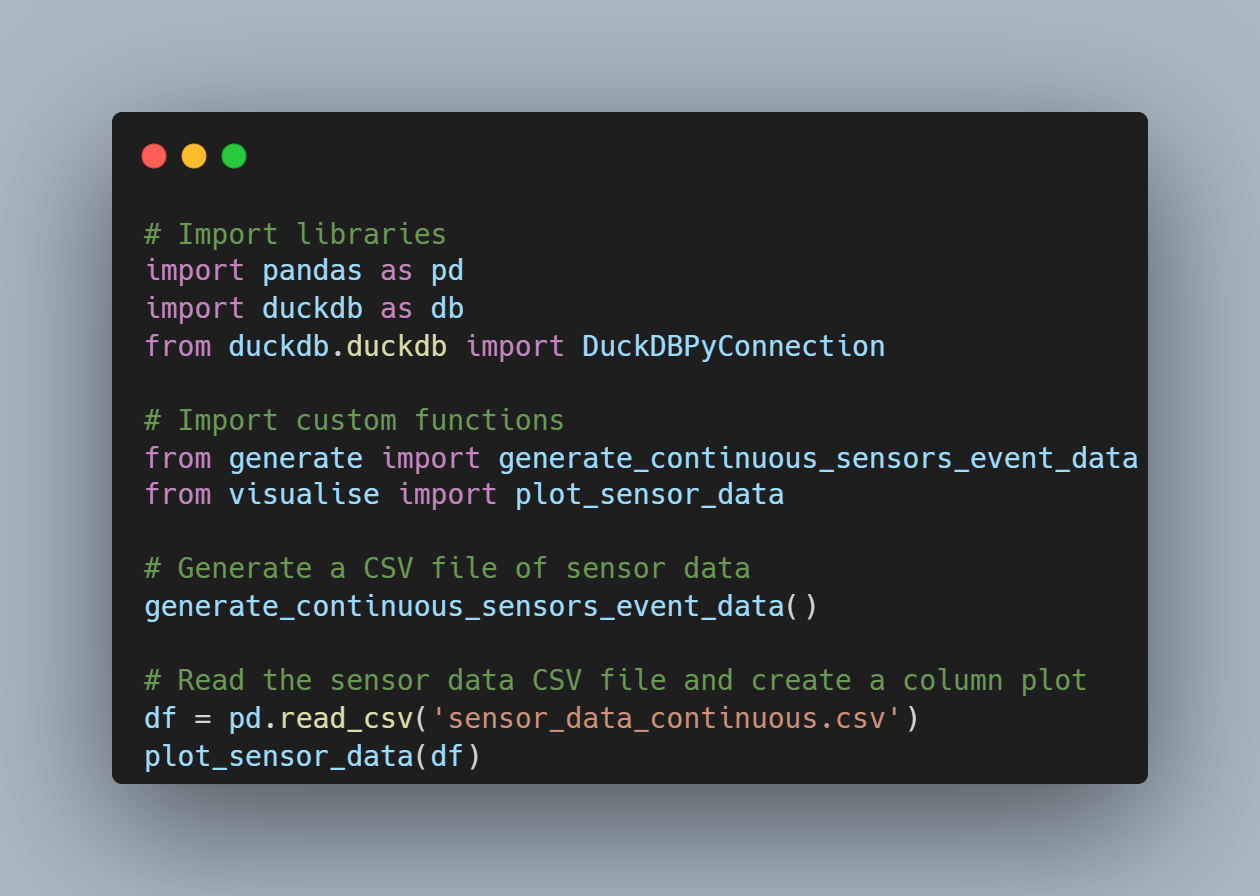 # Import libraries
import pandas as pd
import duckdb as db
from duckdb.duckdb import DuckDBPyConnection
# Import custom functions
from generate import generate_continuous_sensors_event_data
from visualise import plot_sensor_data
# Generate a CSV file of sensor data
generate_continuous_sensors_event_data()
# Read the sensor data CSV file and create a column plot
df = pd.read_csv('sensor_data_continuous.csv')
plot_sensor_data(df)